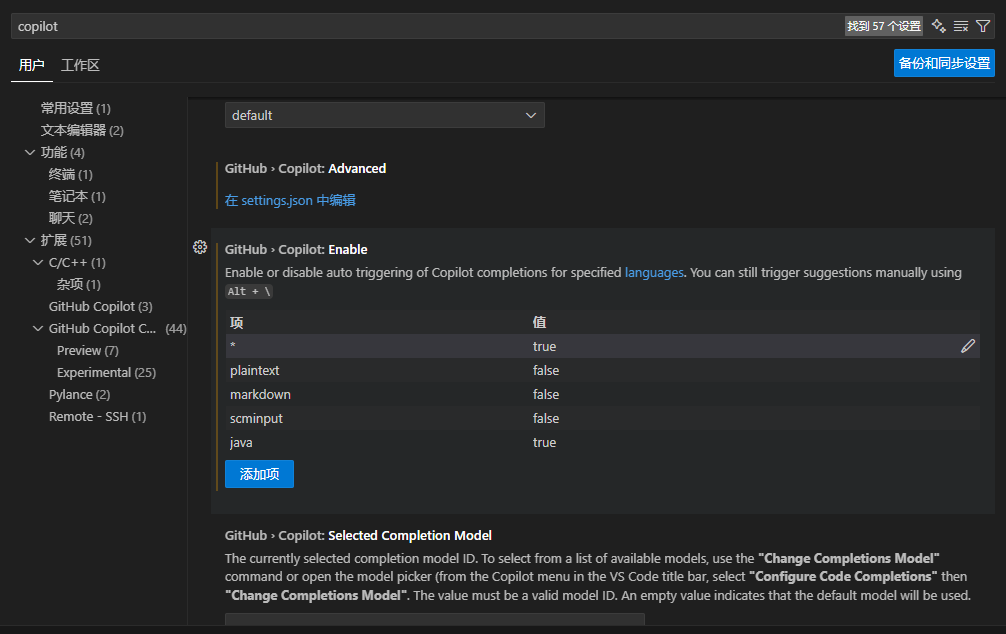 copilot
找到 57 个设置
用户 工作区
备份和同步设置
常用设置 (1)
文本编辑器 (2)
功能 (4)
终端 (1)
笔记本 (1)
聊天 (2)
扩展 (51)
C/C++ (1)
杂项 (1)
GitHub Copilot (3)
GitHub Copilot C... (44)
Preview (7)
Experimental (25)
Pylance (2)
Remote - SSH (1)
default
GitHub › Copilot: Advanced
在 settings.json 中编辑
GitHub › Copilot: Enable
Enable or disable auto triggering of Copilot completions for specified languages. You can still trigger suggestions manually using
Alt + \
项 值
* true
plaintext false
markdown false
scminput false
java true
添加项
GitHub › Copilot: Selected Completion Model
The currently selected completion model ID. To select from a list of available models, use the "Change Completions Model"
command or open the model picker (from the Copilot menu in the VS Code title bar, select "Configure Code Completions" then
"Change Completions Model". The value must be a valid model ID. An empty value indicates that the default model will be used.